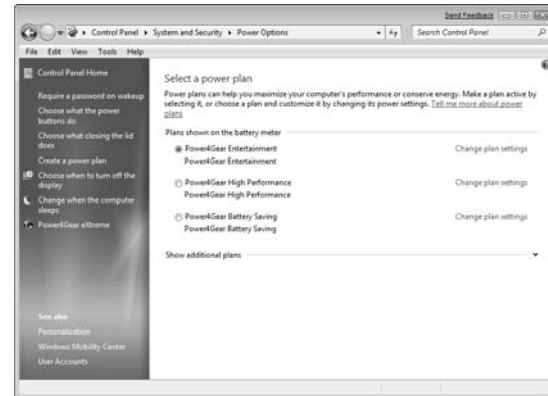 Send Feedback
Control Panel ▸ System and Security ▸ Power Options
Search Control Panel
File Edit View Tools Help
Control Panel Home
Require a password on wakeup
Choose what the power
buttons do
Choose what closing the lid
does
Create a power plan
Choose when to turn off the
display
Change when the computer
sleeps
Power4Gear eXtreme
See also
Personalization
Windows Mobility Center
User Accounts
Select a power plan
Power plans can help you maximize your computer's performance or conserve energy. Make a plan active by
selecting it, or choose a plan and customize it by changing its power settings. Tell me more about power
plans
Plans shown on the battery meter
Power4Gear Entertainment Change plan settings
Power4Gear Entertainment
Power4Gear High Performance Change plan settings
Power4Gear High Performance
Power4Gear Battery Saving Change plan settings
Power4Gear Battery Saving
Show additional plans